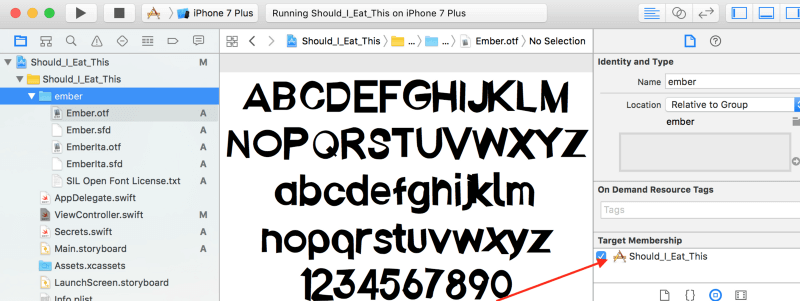 iPhone 7 Plus
Running Should_I_Eat_This on iPhone 7 Plus
Should_I_Eat_This M
Should_I_Eat_This
ember
Ember.otf A
Ember.sfd A
Emberita.otf A
Emberita.sfd A
SIL Open Font License.txt A
AppDelegate.swift
ViewController.swift M
Secrets.swift A
Main.storyboard A
Assets.xcassets
LaunchScreen.storyboard
Info.plist
Should_I_Eat_This > ... > ... > Ember.otf > No Selection
ABCDEFGHIJKLM
NOPQRSTUVWXYZ
abcdefghijklm
nopqrstuvwxyz
1234567890
Identity and Type
Name ember
Location Relative to Group
ember
On Demand Resource Tags
Tags
Target Membership
Should_I_Eat_This